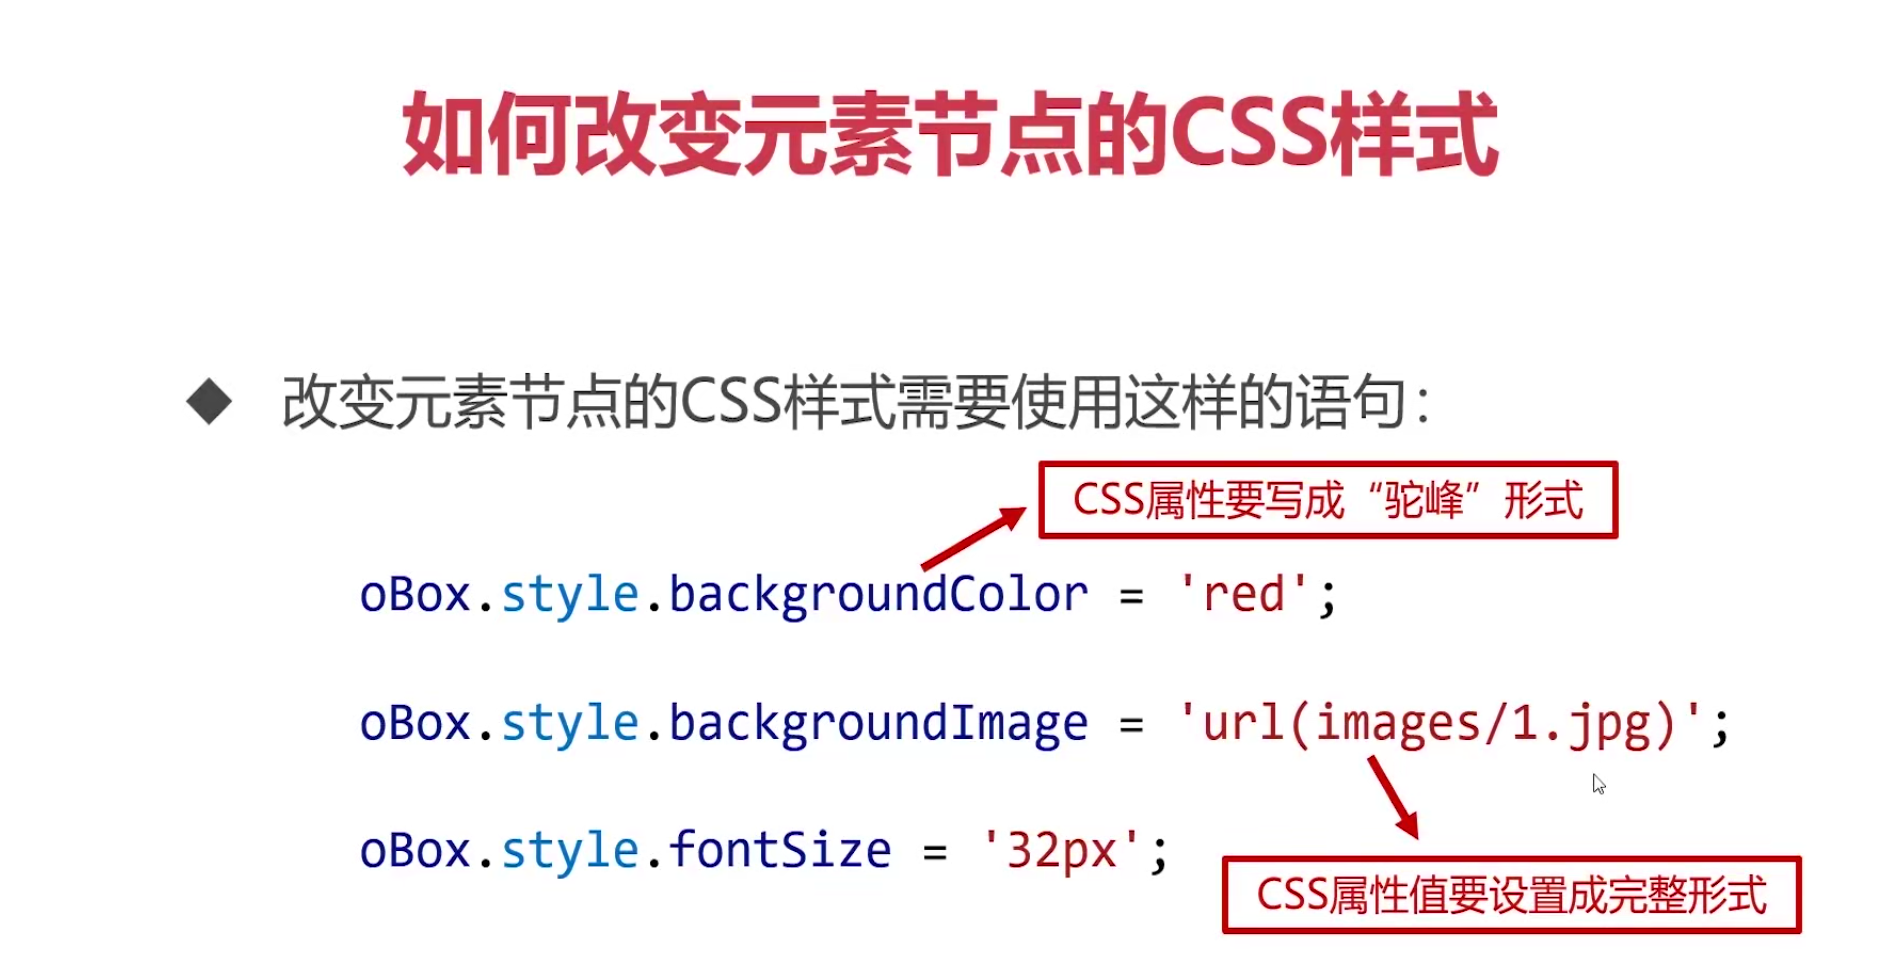 如何改变元素节点的CSS样式
◆ 改变元素节点的CSS样式需要使用这样的语句：
CSS属性要写成“驼峰”形式
oBox.style.backgroundColor = 'red';
oBox.style.backgroundImage = 'url(images/1.jpg)';
oBox.style.fontSize = '32px';
CSS属性值要设置成完整形式